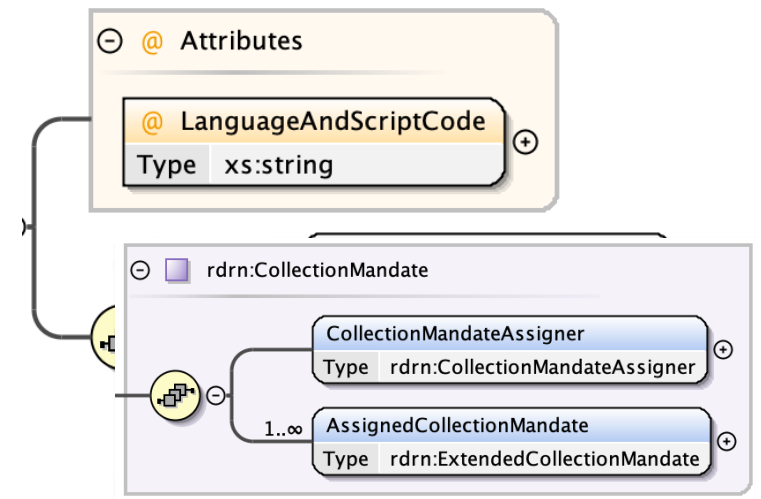 @ Attributes
@ LanguageAndScriptCode
Type xs:string
rdrn:CollectionMandate
CollectionMandateAssigner
Type rdrn:CollectionMandateAssigner
1..∞
AssignedCollectionMandate
Type rdrn:ExtendedCollectionMandate